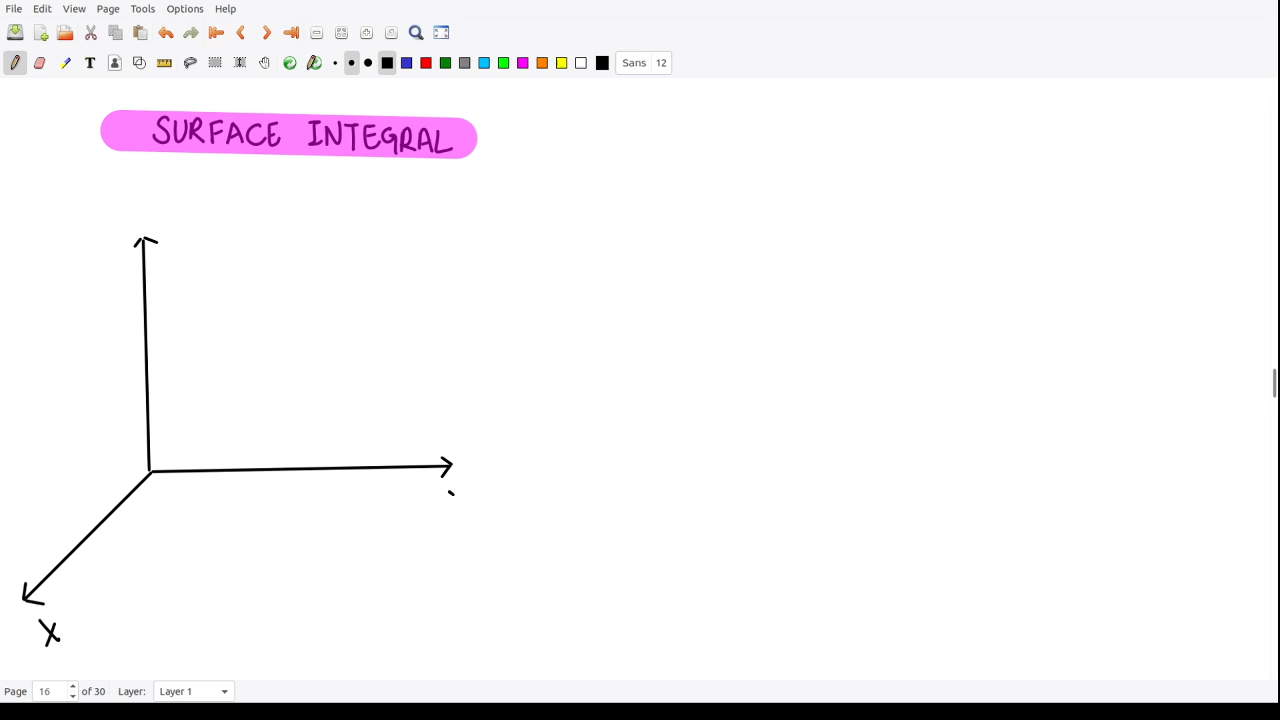 File Edit View Page Tools Options Help
T Sans 12
SURFACE INTEGRAL
X
Page 16 of 30 Layer: Layer 1